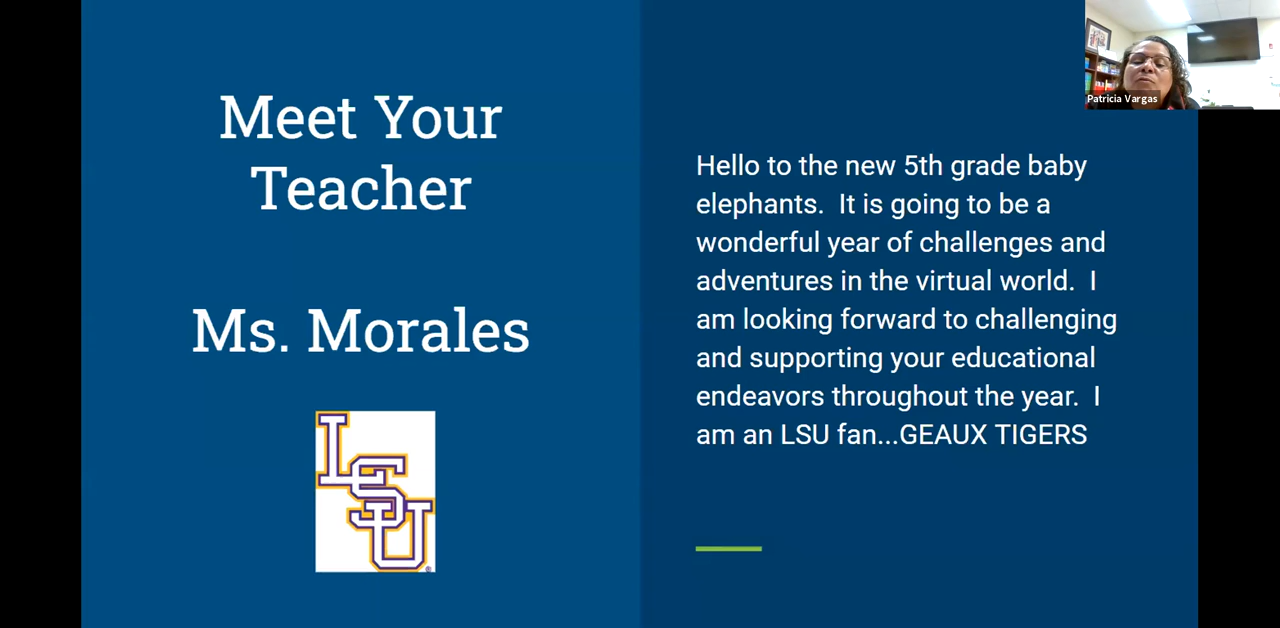 Meet Your
Teacher
Ms. Morales
LSU
Hello to the new 5th grade baby
elephants.  It is going to be a
wonderful year of challenges and
adventures in the virtual world.  I
am looking forward to challenging
and supporting your educational
endeavors throughout the year.  I
am an LSU fan...GEAUX TIGERS
Patricia Vargas